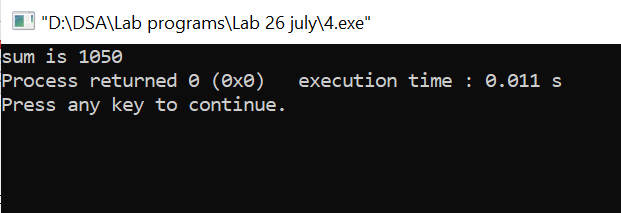 "D:\DSA\Lab programs\Lab 26 july\4.exe"
sum is 1050
Process returned 0 (0x0)   execution time : 0.011 s
Press any key to continue.